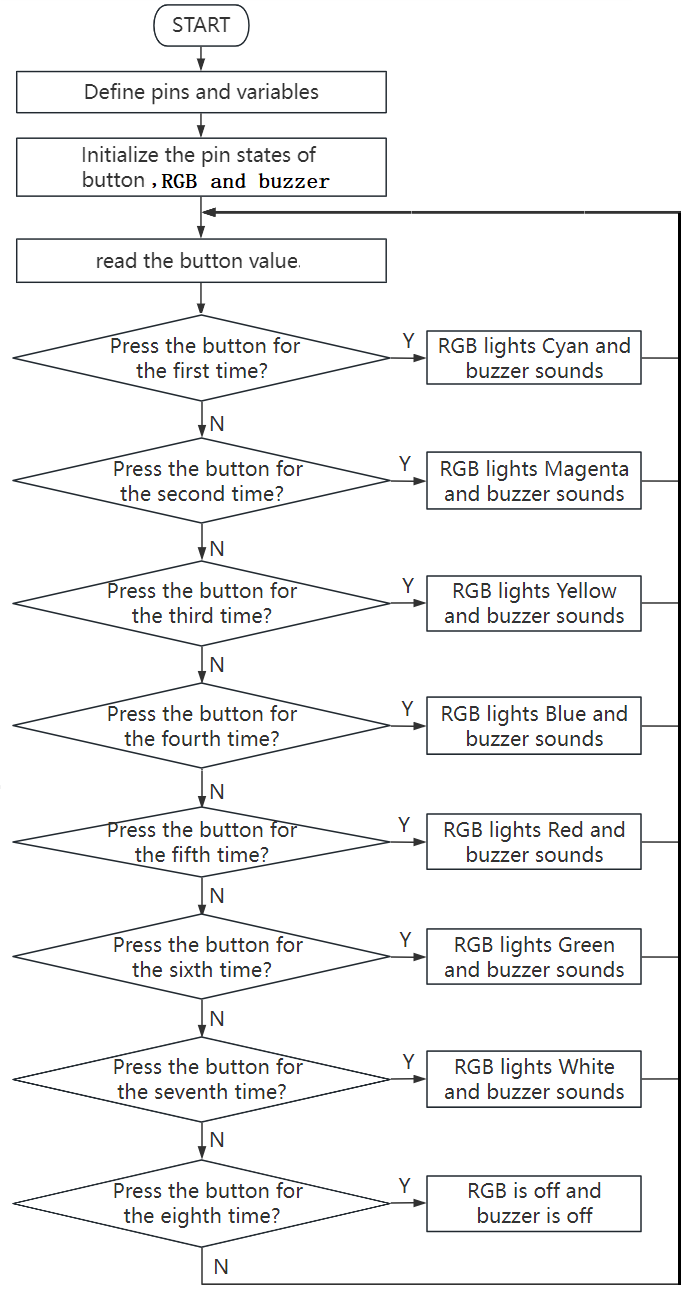 START
Define pins and variables
Initialize the pin states of
button ,RGB and buzzer
read the button value.
Press the button for
the first time?
Y
RGB lights Cyan and
buzzer sounds
N
Press the button for
the second time?
Y
RGB lights Magenta
and buzzer sounds
N
Press the button for
the third time?
Y
RGB lights Yellow
and buzzer sounds
N
Press the button for
the fourth time?
Y
RGB lights Blue and
buzzer sounds
N
Press the button for
the fifth time?
Y
RGB lights Red and
buzzer sounds
N
Press the button for
the sixth time?
Y
RGB lights Green
and buzzer sounds
N
Press the button for
the seventh time?
Y
RGB lights White
and buzzer sounds
N
Press the button for
the eighth time?
Y
RGB is off and
buzzer is off
N